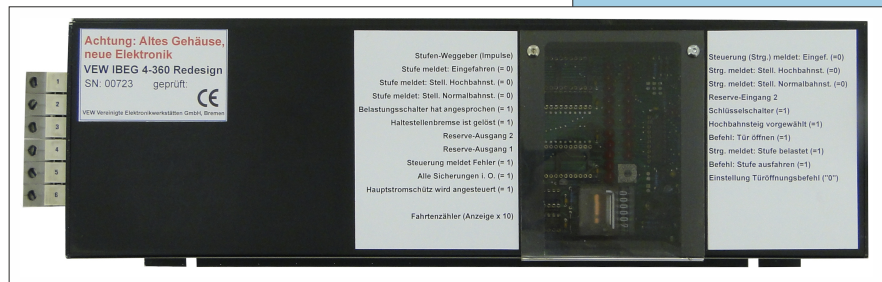 Achtung: Altes Gehäuse,
neue Elektronik
VEW IBEG 4-360 Redesign
SN: 00723 geprüft:
CE
VEW Vereinigte Elektronikwerkstätten GmbH, Bremen
1
2
3
4
5
6
Stufen-Weggeber (Impulse)
Stufe meldet: Eingefahren (= 0)
Stufe meldet: Stell. Hochbahnst. (= 0)
Stufe meldet: Stell. Normalbahnst. (= 0)
Belastungsschalter hat angesprochen (= 1)
Haltestellenbremse ist gelöst (= 1)
Reserve-Ausgang 2
Reserve-Ausgang 1
Steuerung meldet Fehler (= 1)
Alle Sicherungen i. O. (= 1)
Hauptstromschütz wird angesteuert (= 1)
Fahrtenzähler (Anzeige x 10)
Steuerung (Strg.) meldet: Eingef. (=0)
Strg. meldet: Stell. Hochbahnst. (=0)
Strg. meldet: Stell. Normalbahnst. (=0)
Reserve-Eingang 2
Schlüsselschalter (=1)
Hochbahnsteig vorgewählt (=1)
Befehl: Tür öffnen (=1)
Strg. meldet: Stufe belastet (=1)
Befehl: Stufe ausfahren (=1)
Einstellung Türöffnungsbefehl ("0")